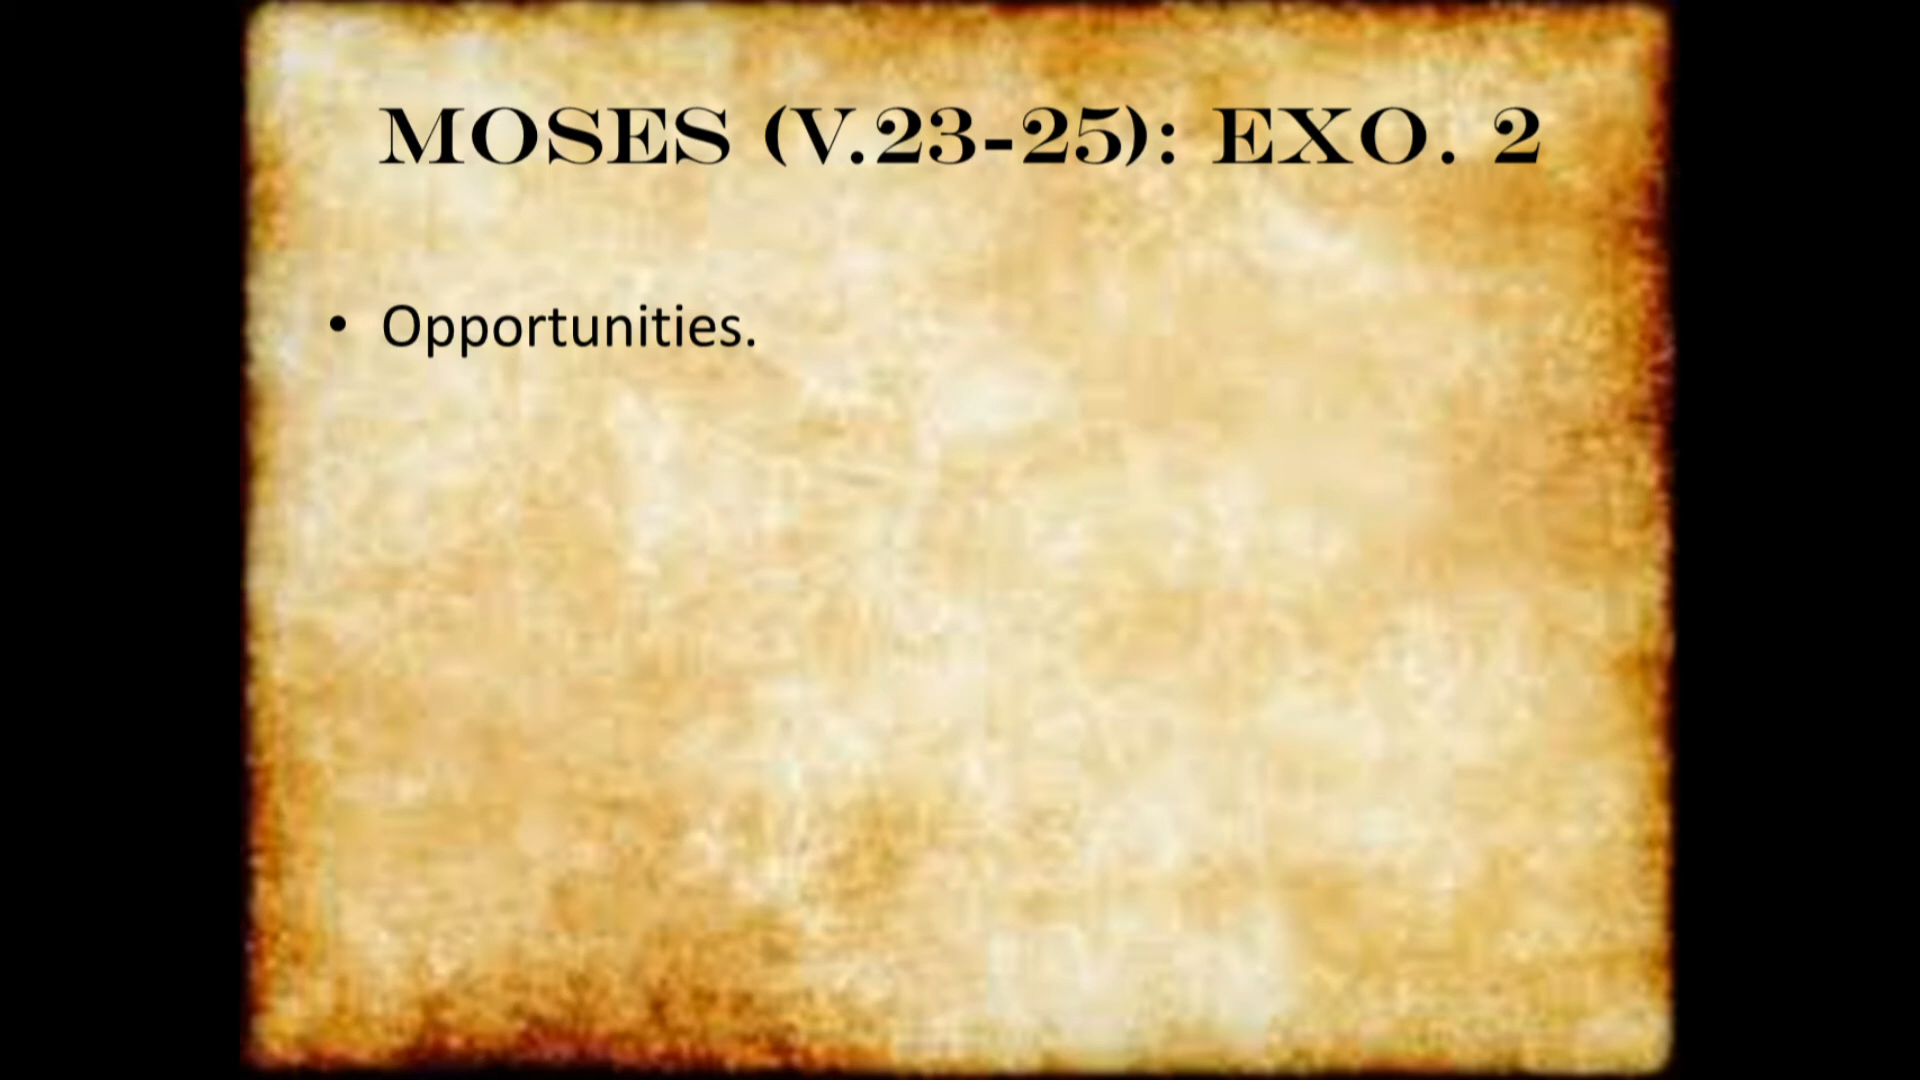 MOSES (V.23-25): EXO. 2
• Opportunities.